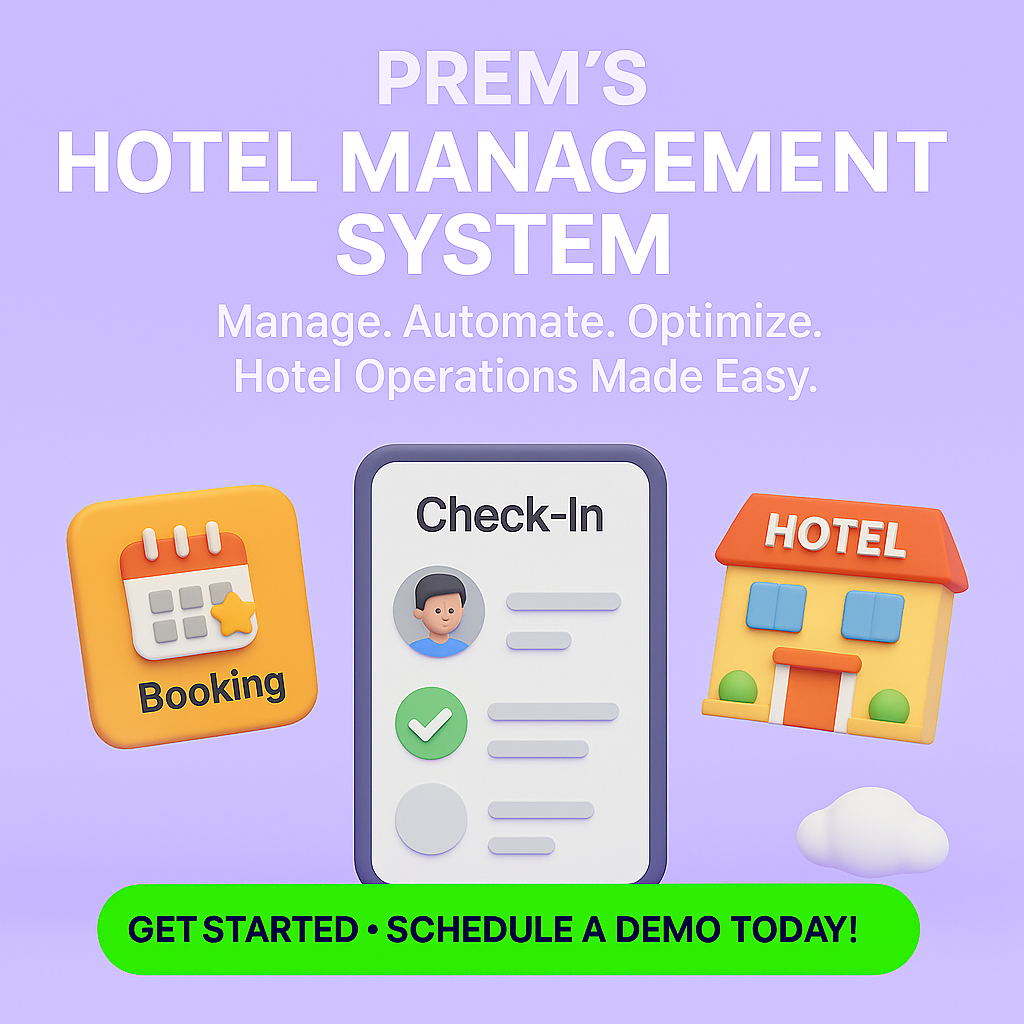 PREM’S
HOTEL MANAGEMENT
SYSTEM
Manage. Automate. Optimize.
Hotel Operations Made Easy.
Check-In
Booking
HOTEL
GET STARTED • SCHEDULE A DEMO TODAY!